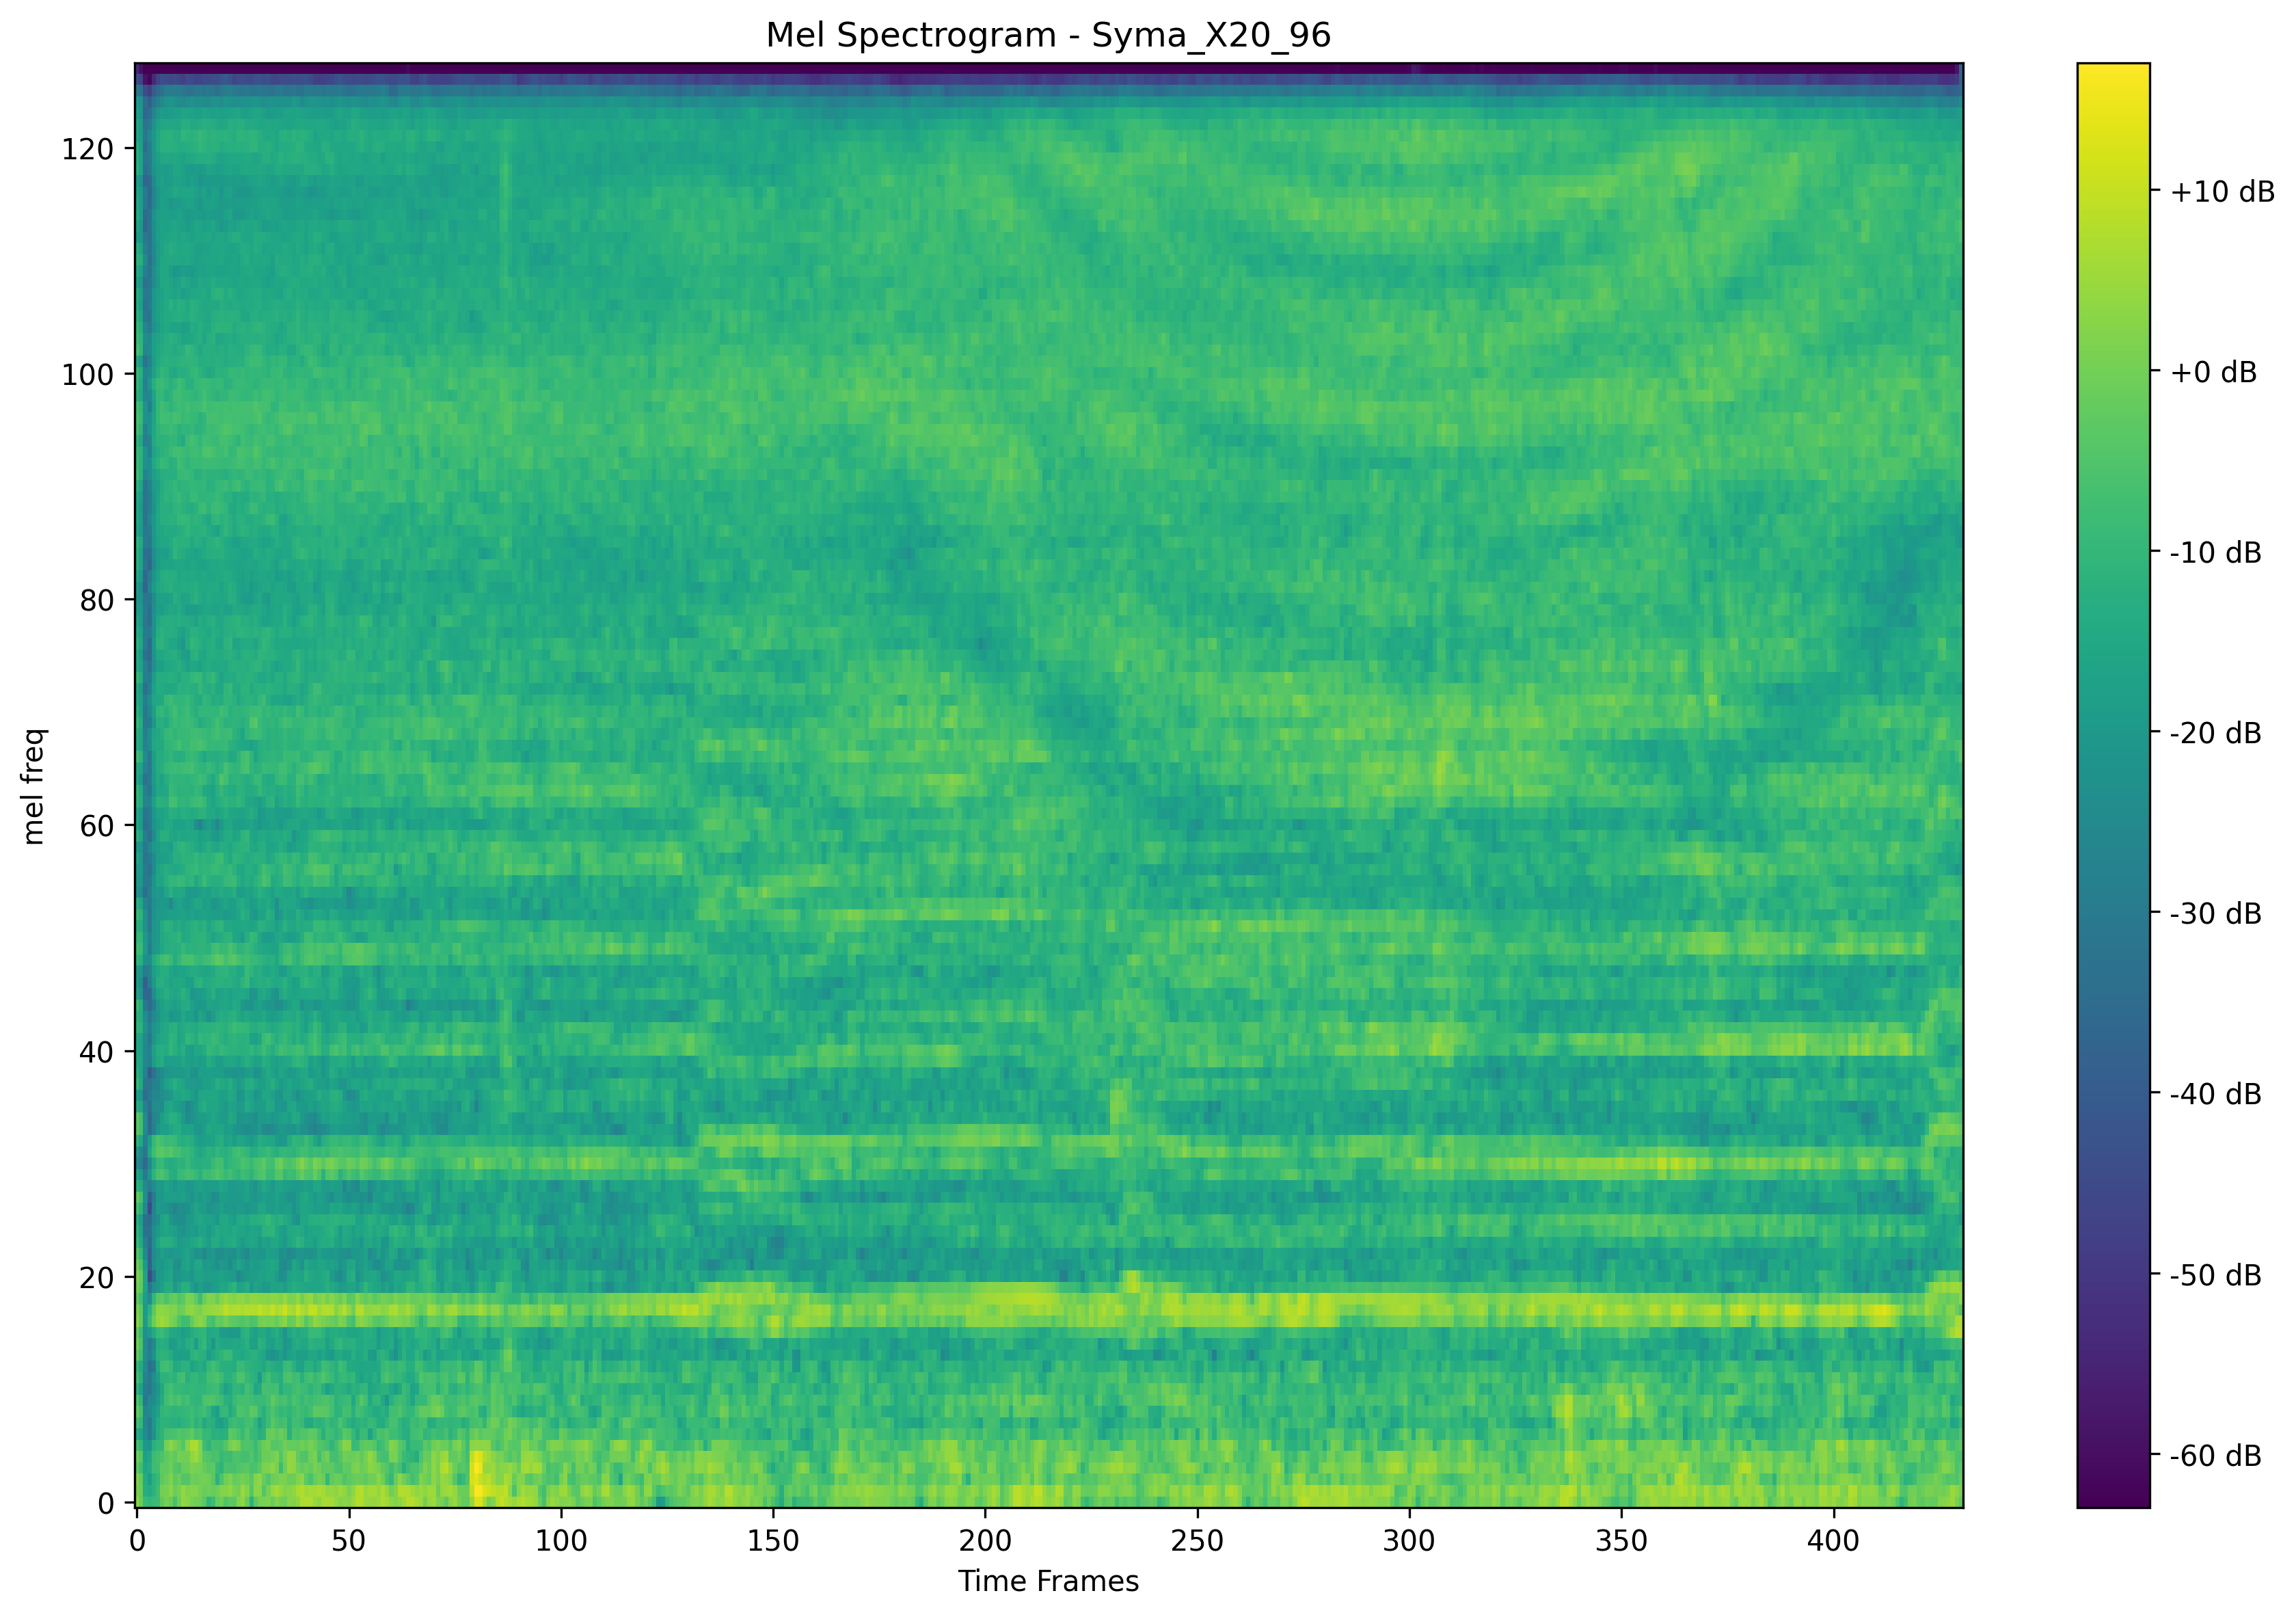 Mel Spectrogram - Syma_X20_96
mel freq
120
100
80
60
40
20
0
0 50 100 150 200 250 300 350 400
Time Frames
+10 dB
+0 dB
-10 dB
-20 dB
-30 dB
-40 dB
-50 dB
-60 dB